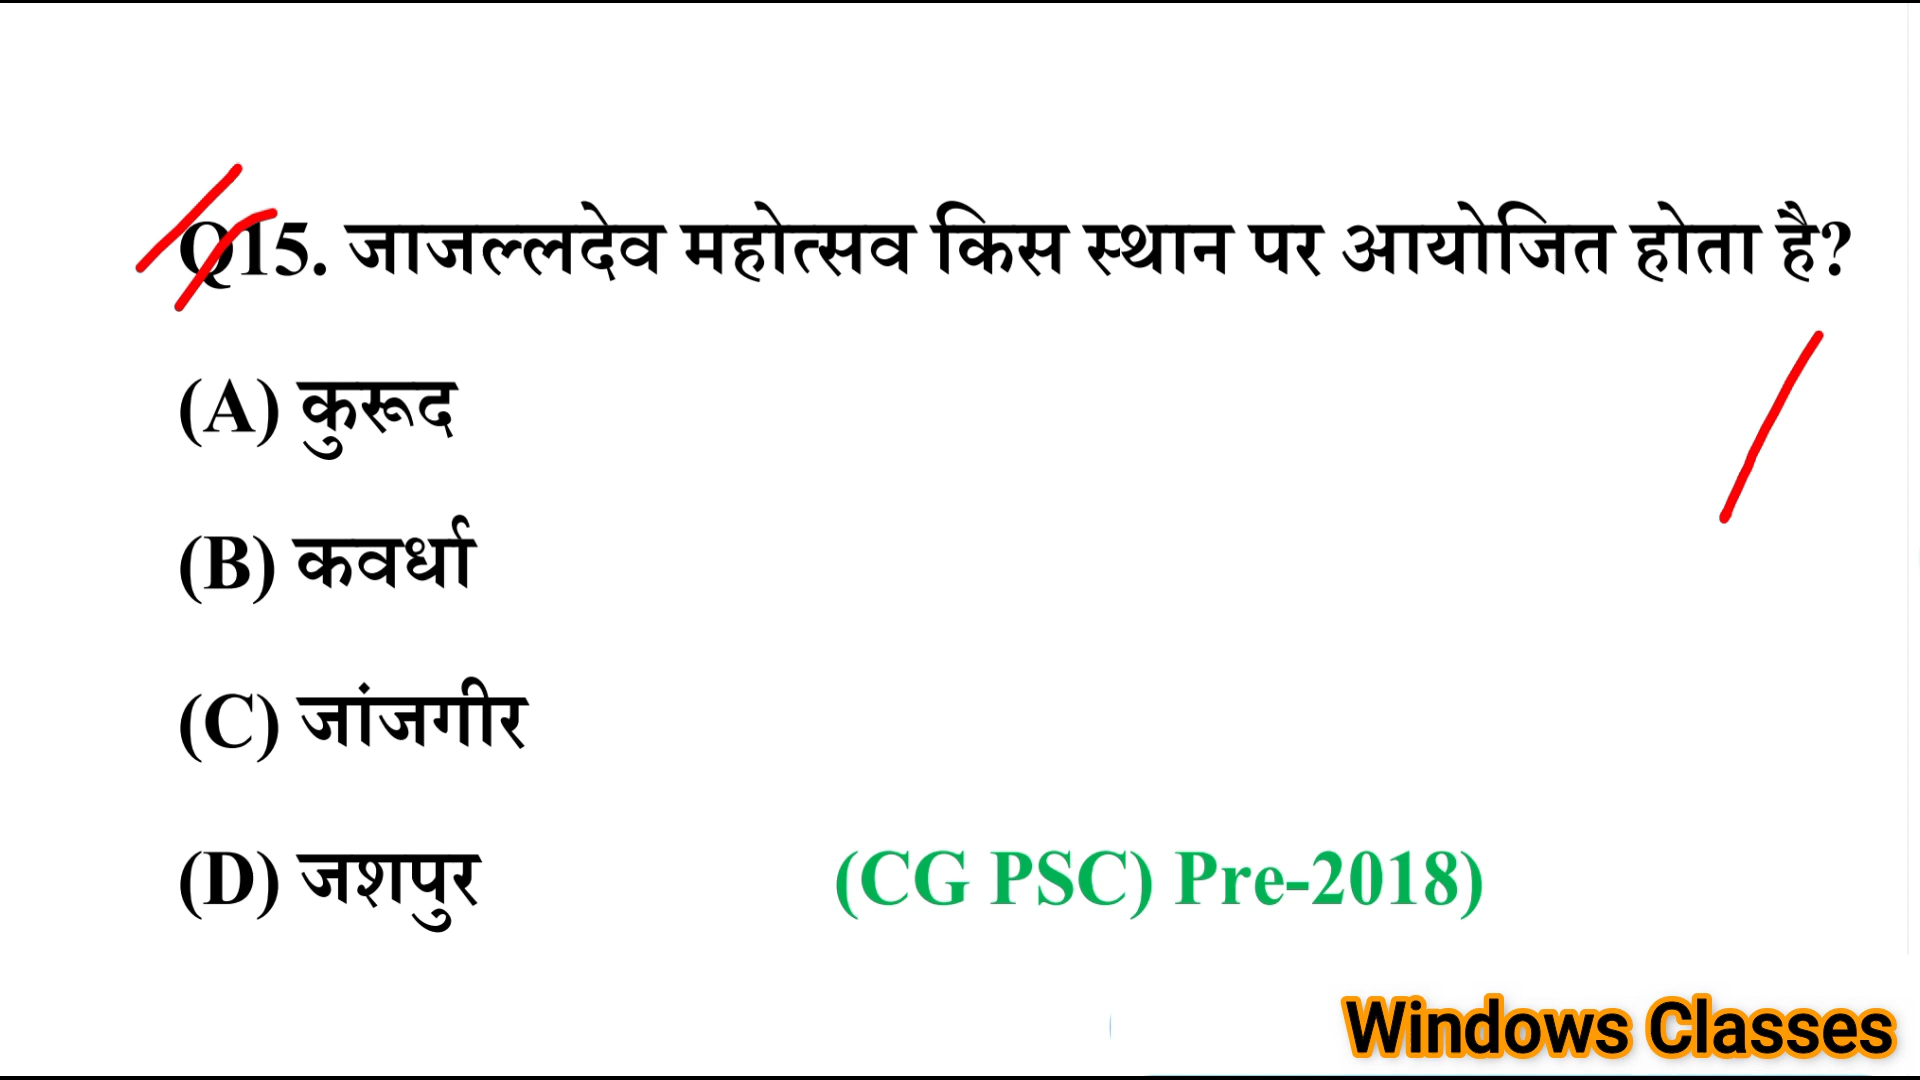 Q15. जाजल्लदेव महोत्सव किस स्थान पर आयोजित होता है?
(A) कुरूद
(B) कवर्धा
(C) जांजगीर
(D) जशपुर (CG PSC) Pre-2018)
Windows Classes